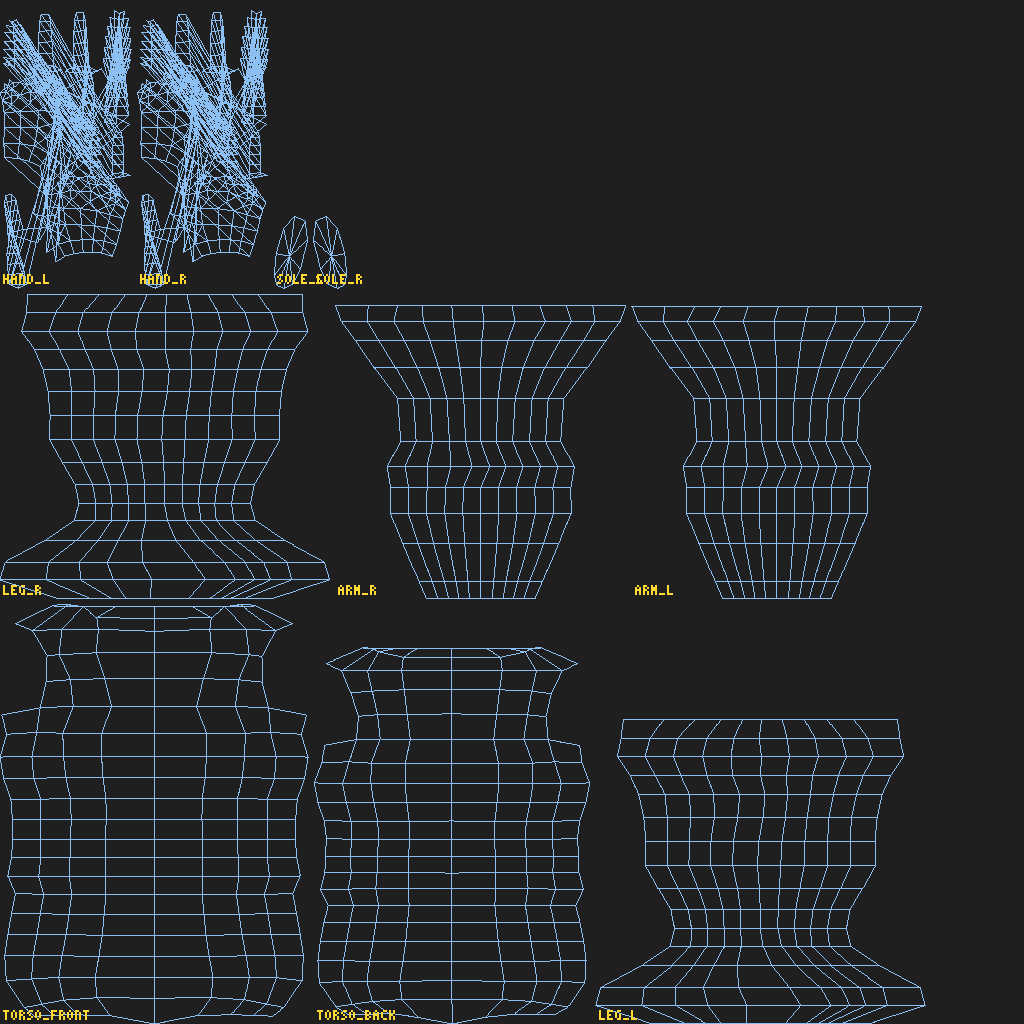 HAND_L
HAND_R
SOLE_L
SOLE_R
LEG_R
ARM_R
ARM_L
TORSO_FRONT
TORSO_BACK
LEG_L